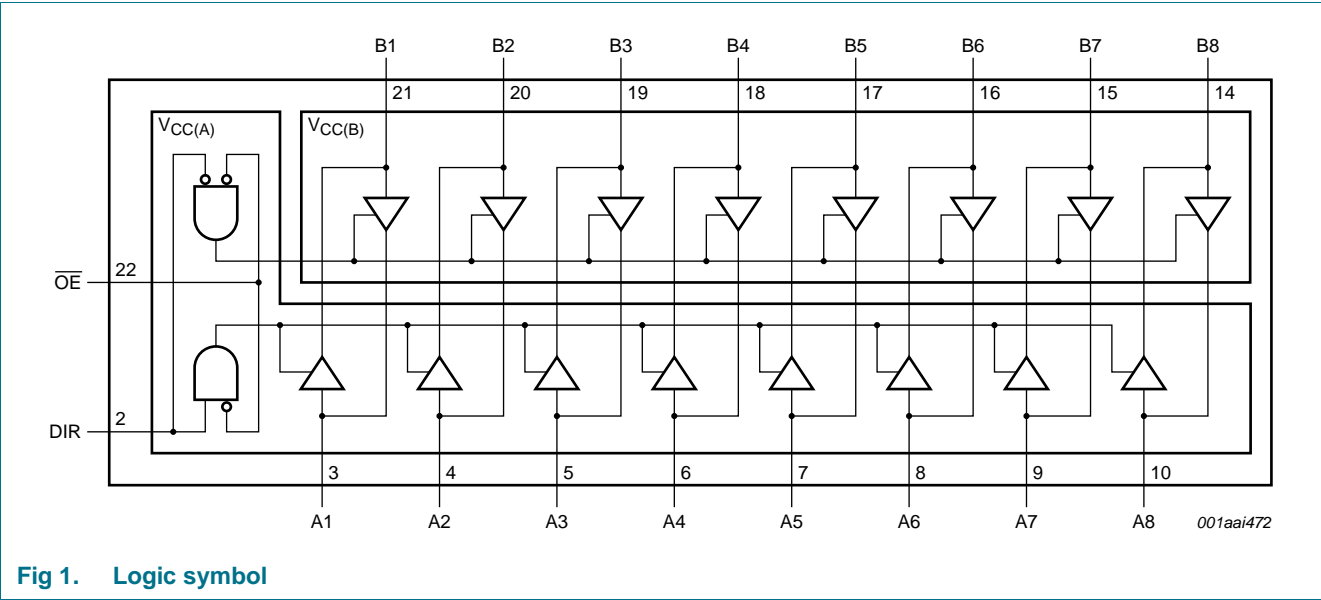 B1 B2 B3 B4 B5 B6 B7 B8
21 20 19 18 17 16 15 14
VCC(A) VCC(B)
OE 22
DIR 2
3 4 5 6 7 8 9 10
A1 A2 A3 A4 A5 A6 A7 A8 001aai472
Fig 1. Logic symbol